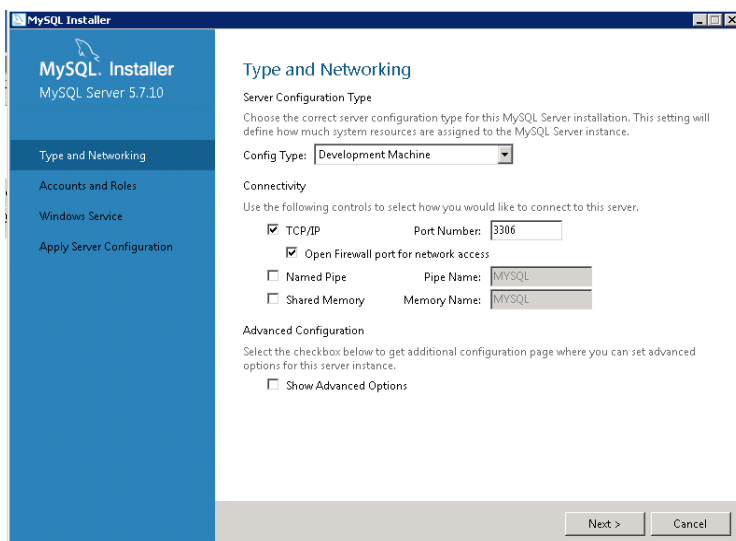 MySQL Installer
MySQL. Installer
MySQL Server 5.7.10
Type and Networking
Accounts and Roles
Windows Service
Apply Server Configuration
Type and Networking
Server Configuration Type
Choose the correct server configuration type for this MySQL Server installation. This setting will
define how much system resources are assigned to the MySQL Server instance.
Config Type: Development Machine
Connectivity
Use the following controls to select how you would like to connect to this server.
TCP/IP Port Number: 3306
Open Firewall port for network access
Named Pipe Pipe Name: MYSQL
Shared Memory Memory Name: MYSQL
Advanced Configuration
Select the checkbox below to get additional configuration page where you can set advanced
options for this server instance.
Show Advanced Options
Next > Cancel